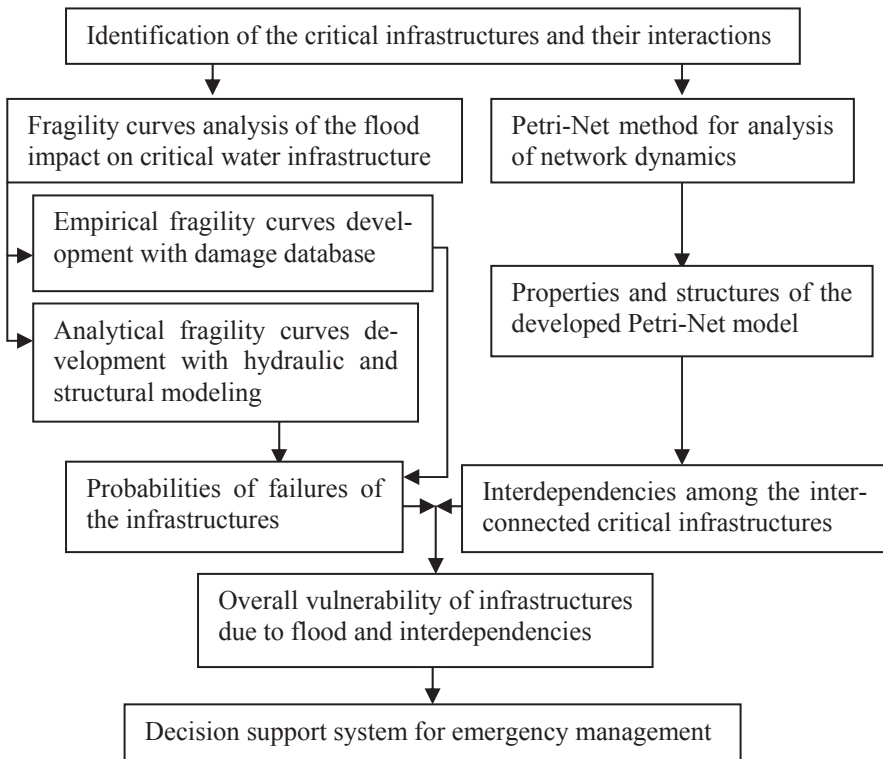 Identification of the critical infrastructures and their interactions
Fragility curves analysis of the flood
impact on critical water infrastructure
Petri-Net method for analysis
of network dynamics
Empirical fragility curves devel-
opment with damage database
Properties and structures of the
developed Petri-Net model
Analytical fragility curves de-
velopment with hydraulic and
structural modeling
Probabilities of failures of
the infrastructures
Interdependencies among the inter-
connected critical infrastructures
Overall vulnerability of infrastructures
due to flood and interdependencies
Decision support system for emergency management